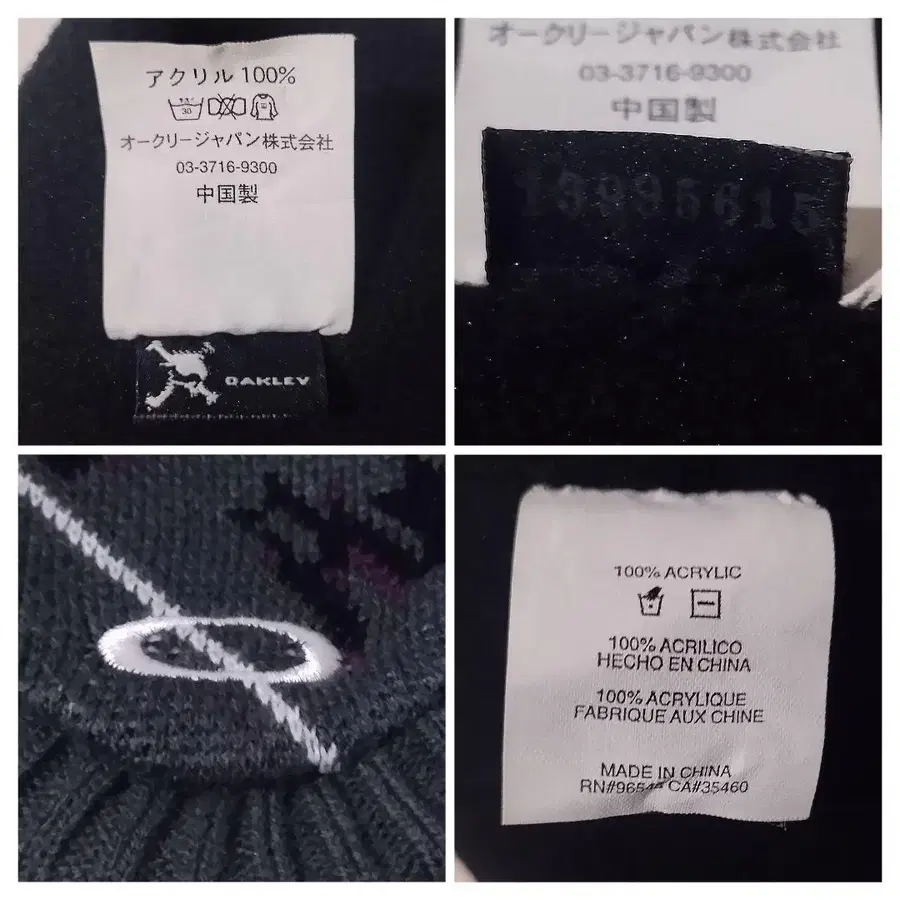 アクリル 100%
30
オークリージャパン株式会社
03-3716-9300
中国製
OAKLEY
オークリージャパン株式会社
03-3716-9300
中国製
100% ACRYLIC
100% ACRILICO
HECHO EN CHINA
100% ACRYLIQUE
FABRIQUE AUX CHINE
MADE IN CHINA
CA#35460